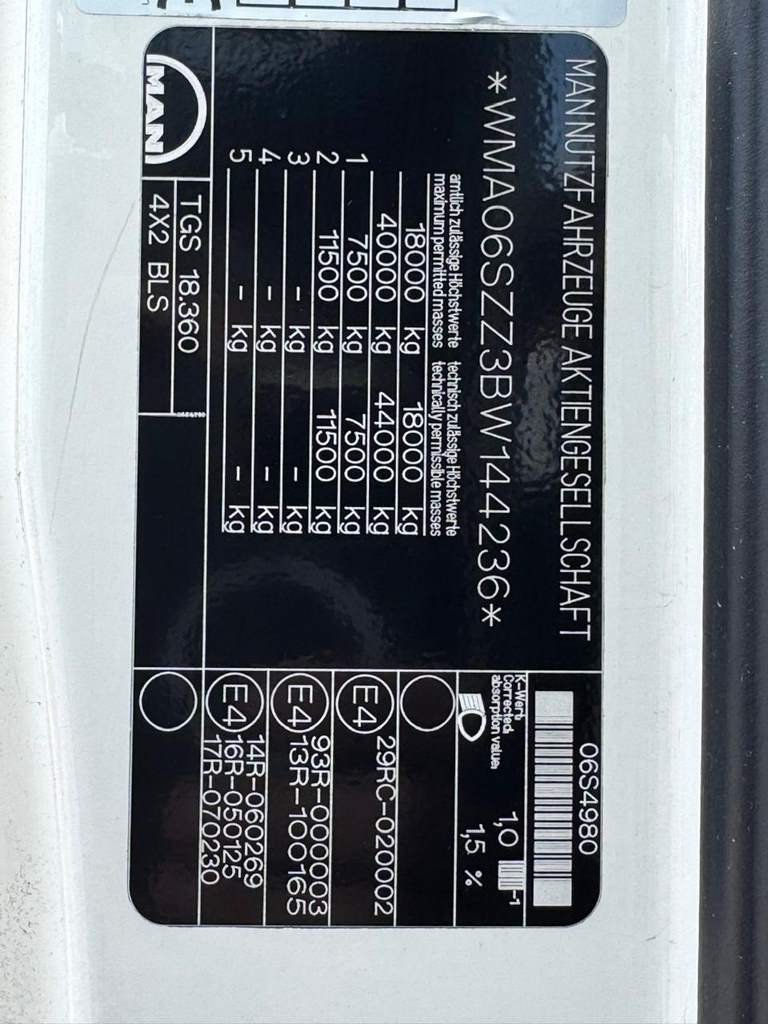 MAN NUTZFAHRZEUGE AKTIENGESELLSCHAFT
*WMA06SZZ3BW144236*
amtlich zulässige Höchstwerte technisch zulässige Höchstwerte
maximum permitted masses technically permissible masses
18000 kg 18000 kg
40000 kg 44000 kg
1 7500 kg 7500 kg
2 11500 kg 11500 kg
3 - kg - kg
4 - kg - kg
5 - kg - kg
MAN
TGS 18.360
4X2 BLS
06S4980
K-Wert
Corrected
absorption value:
1,0 -1
1,5 %
E4 29RC-020002
93R-000003
E4 13R-100165
14R-060269
E4 16R-050125
17R-070230